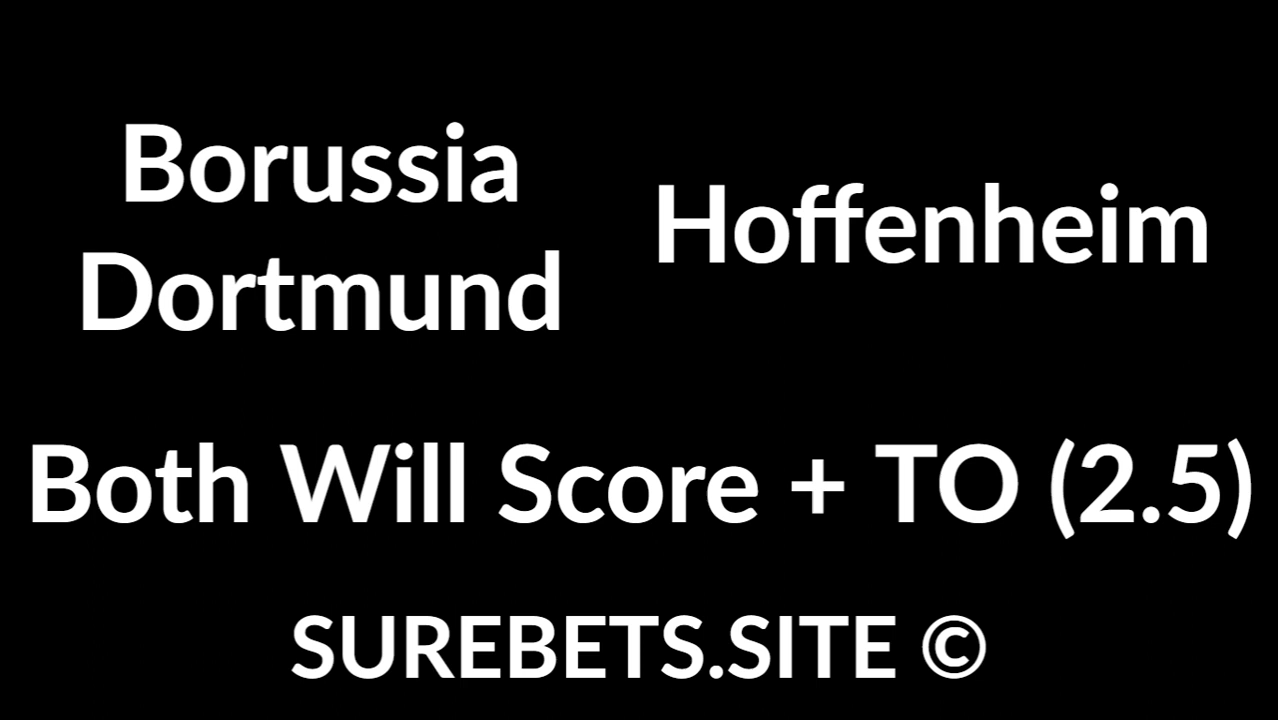 Borussia
Dortmund
Hoffenheim
Both Will Score + TO (2.5)
SUREBETS.SITE ©